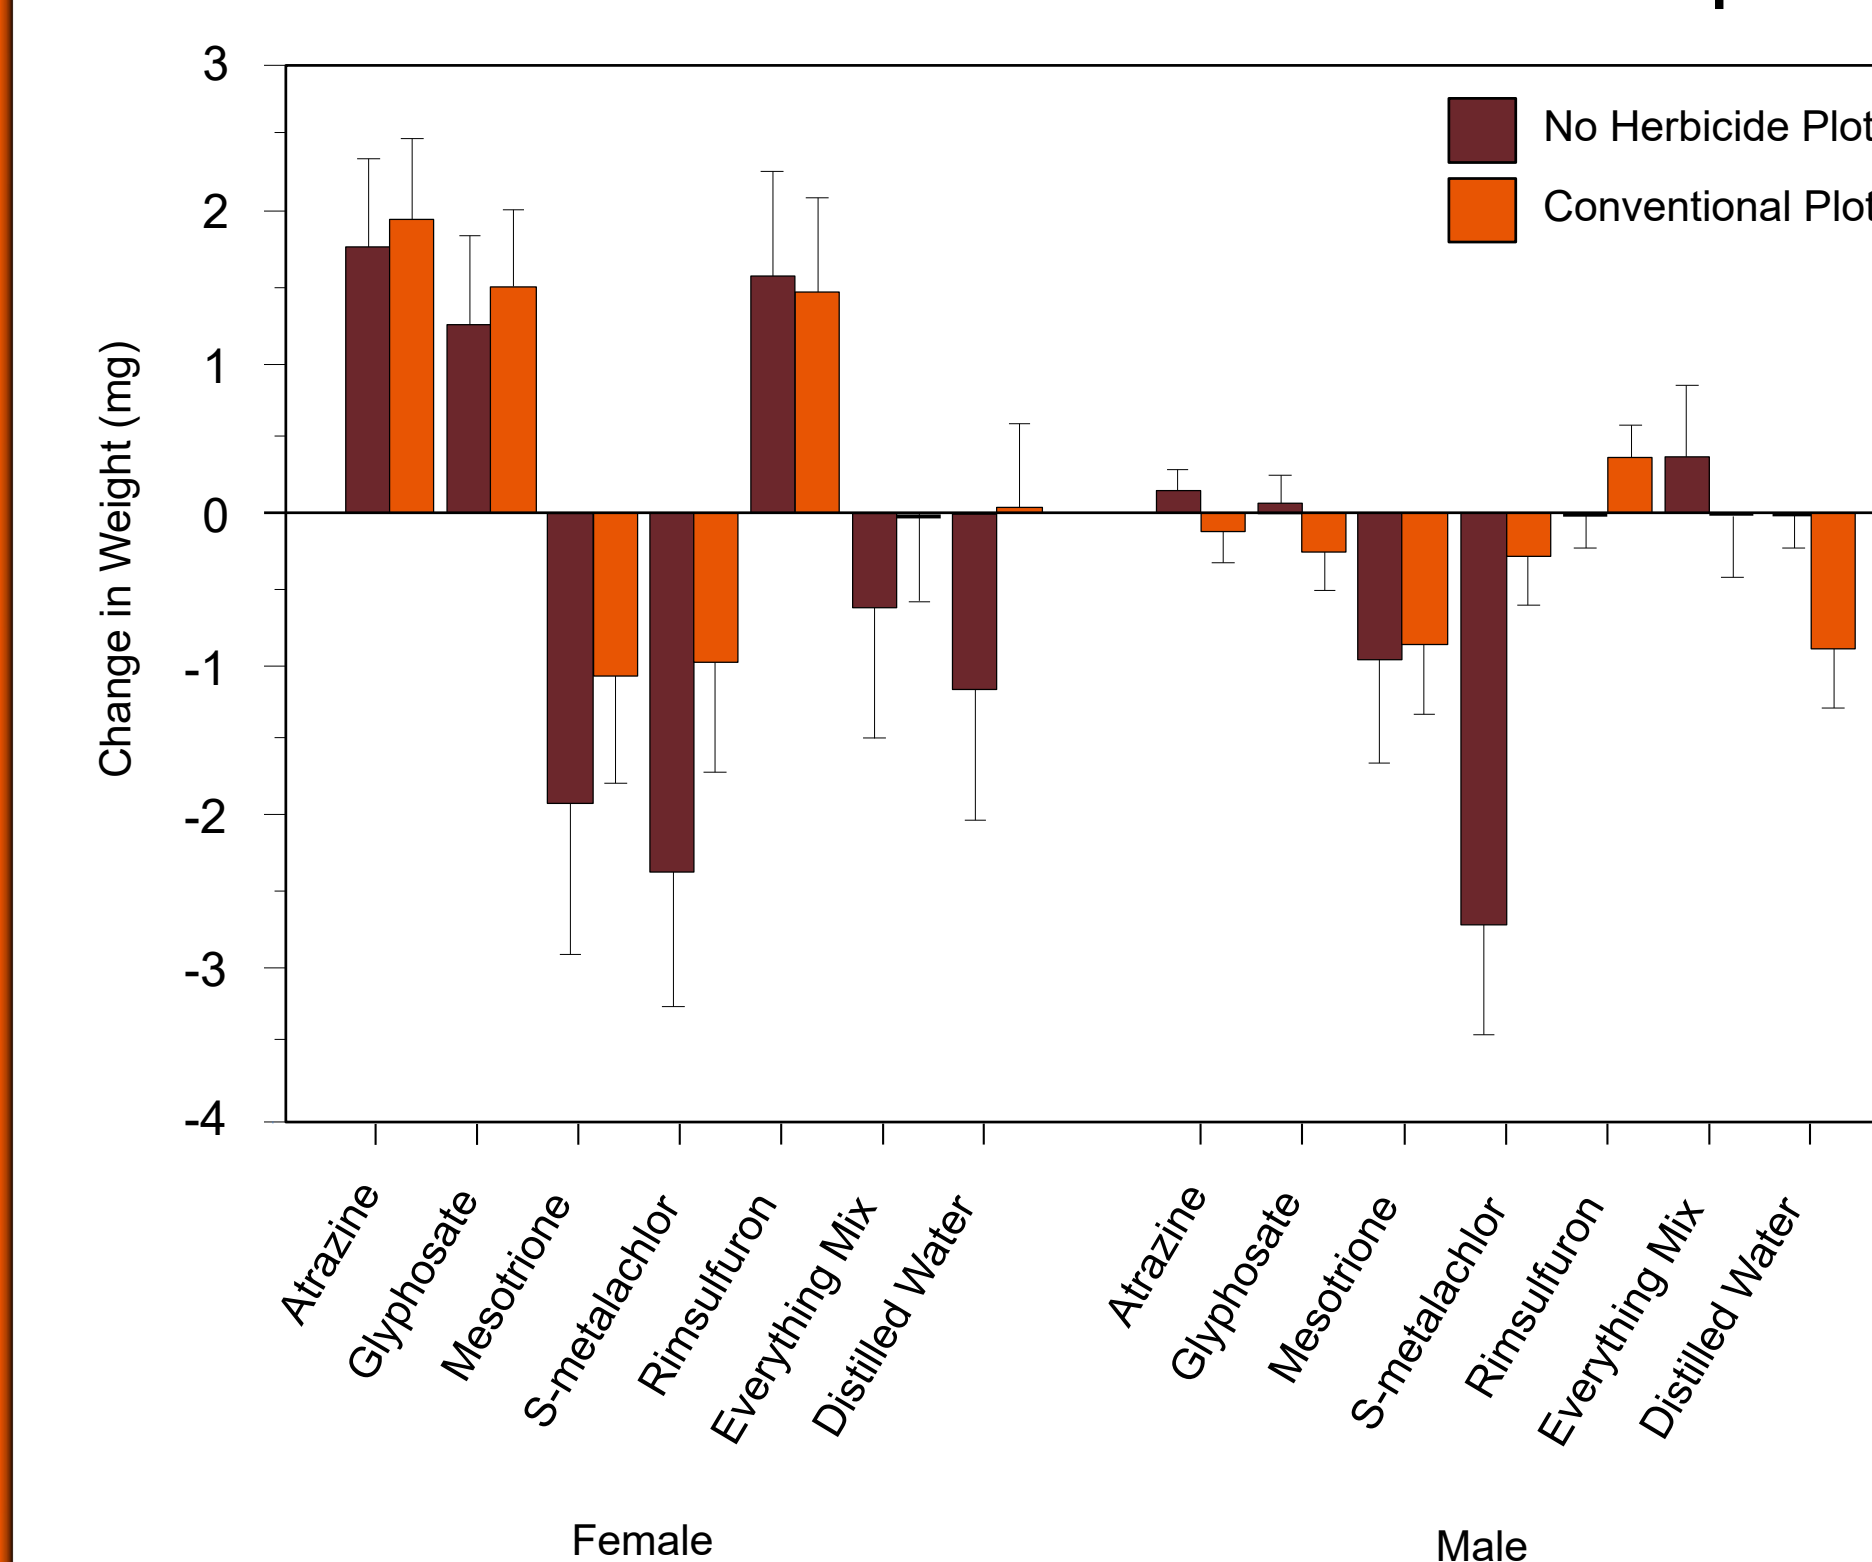 3
No Herbicide Plot
Conventional Plot
2
1
0
-1
-2
-3
-4
Change in Weight (mg)
Atrazine
Glyphosate
Mesotrione
S-metalachlor
Rimsulfuron
Everything Mix
Distilled Water
Atrazine
Glyphosate
Mesotrione
S-metalachlor
Rimsulfuron
Everything Mix
Distilled Water
Female
Male